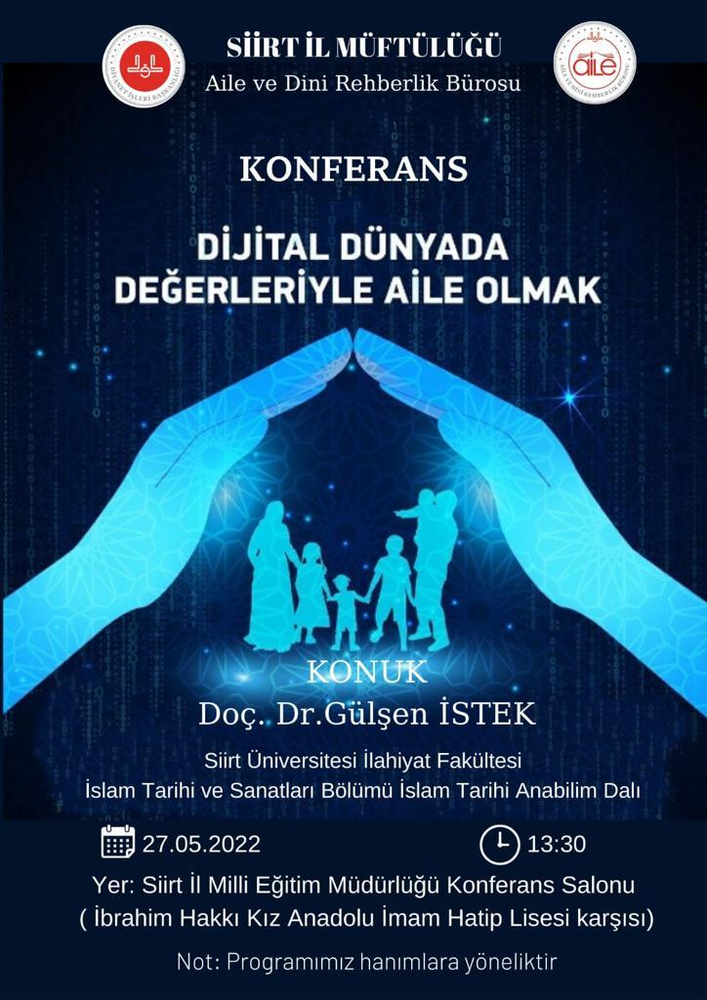 SİİRT İL MÜFTÜLÜĞÜ
Aile ve Dini Rehberlik Bürosu
DİYANET İŞLERİ BAŞKANLIĞI
aile
AİLE VE DİNİ REHBERLİK BÜROSU
KONFERANS
DİJİTAL DÜNYADA
DEĞERLERİYLE AİLE OLMAK
KONUK
Doç. Dr.Gülşen İSTEK
Siirt Üniversitesi İlahiyat Fakültesi
İslam Tarihi ve Sanatları Bölümü İslam Tarihi Anabilim Dalı
27.05.2022
13:30
Yer: Siirt İl Milli Eğitim Müdürlüğü Konferans Salonu
( İbrahim Hakkı Kız Anadolu İmam Hatip Lisesi karşısı)
Not: Programımız hanımlara yöneliktir